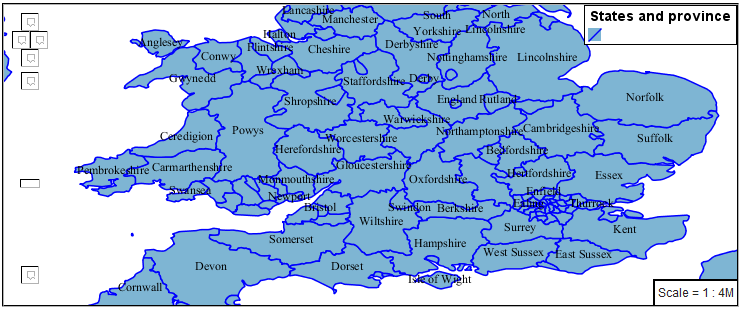 Lancashire
Manchester
South
North
States and province
Halton
Yorkshire
Lincolnshire
Anglesey
Flintshire
Cheshire
Derbyshire
Conwy
Nottinghamshire
Lincolnshire
Wrexham
Gwynedd
Staffordshire
Derby
Shropshire
England
Rutland
Norfolk
Powys
Warwickshire
Ceredigion
Worcestershire
Northamptonshire
Cambridgeshire
Suffolk
Herefordshire
Bedfordshire
Pembrokeshire
Carmarthenshire
Gloucestershire
Monmouthshire
Oxfordshire
Hertfordshire
Essex
Swansea
Newport
Enfield
Bristol
Swindon
Berkshire
Thurrock
Wiltshire
Surrey
Kent
Somerset
Hampshire
West Sussex
East Sussex
Devon
Dorset
Isle of Wight
Cornwall
Scale = 1 : 4M